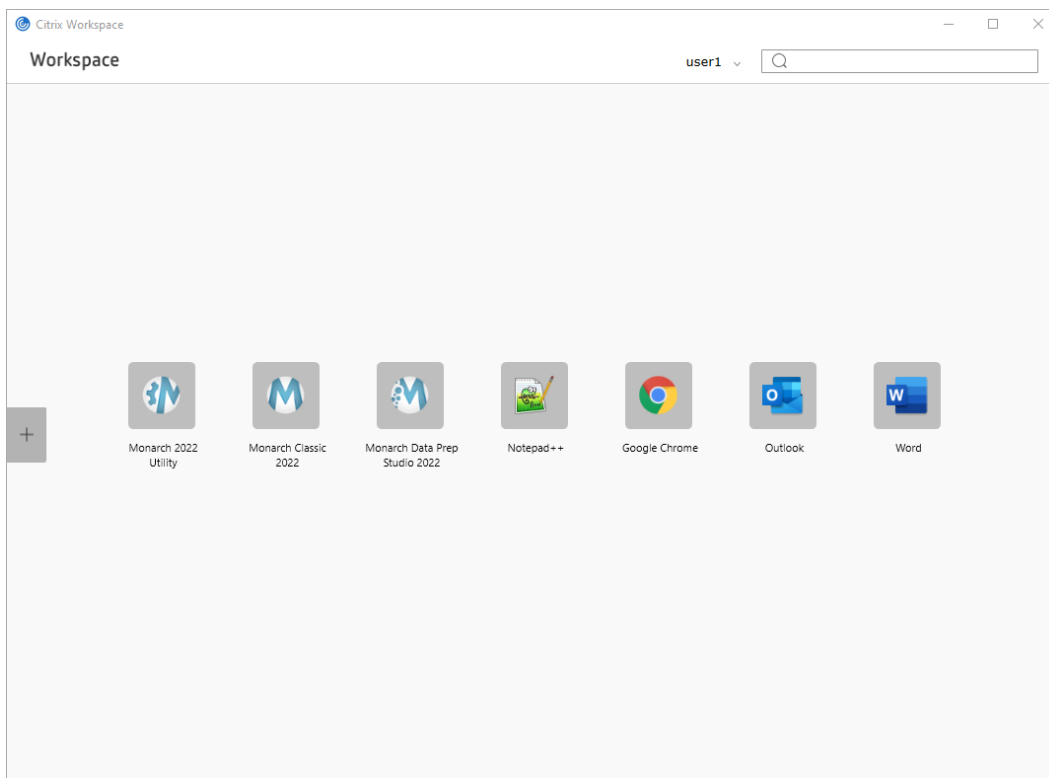 Citrix Workspace
Workspace
user1
Monarch 2022
Utility
Monarch Classic
2022
Monarch Data Prep
Studio 2022
Notepad++
Google Chrome
Outlook
Word